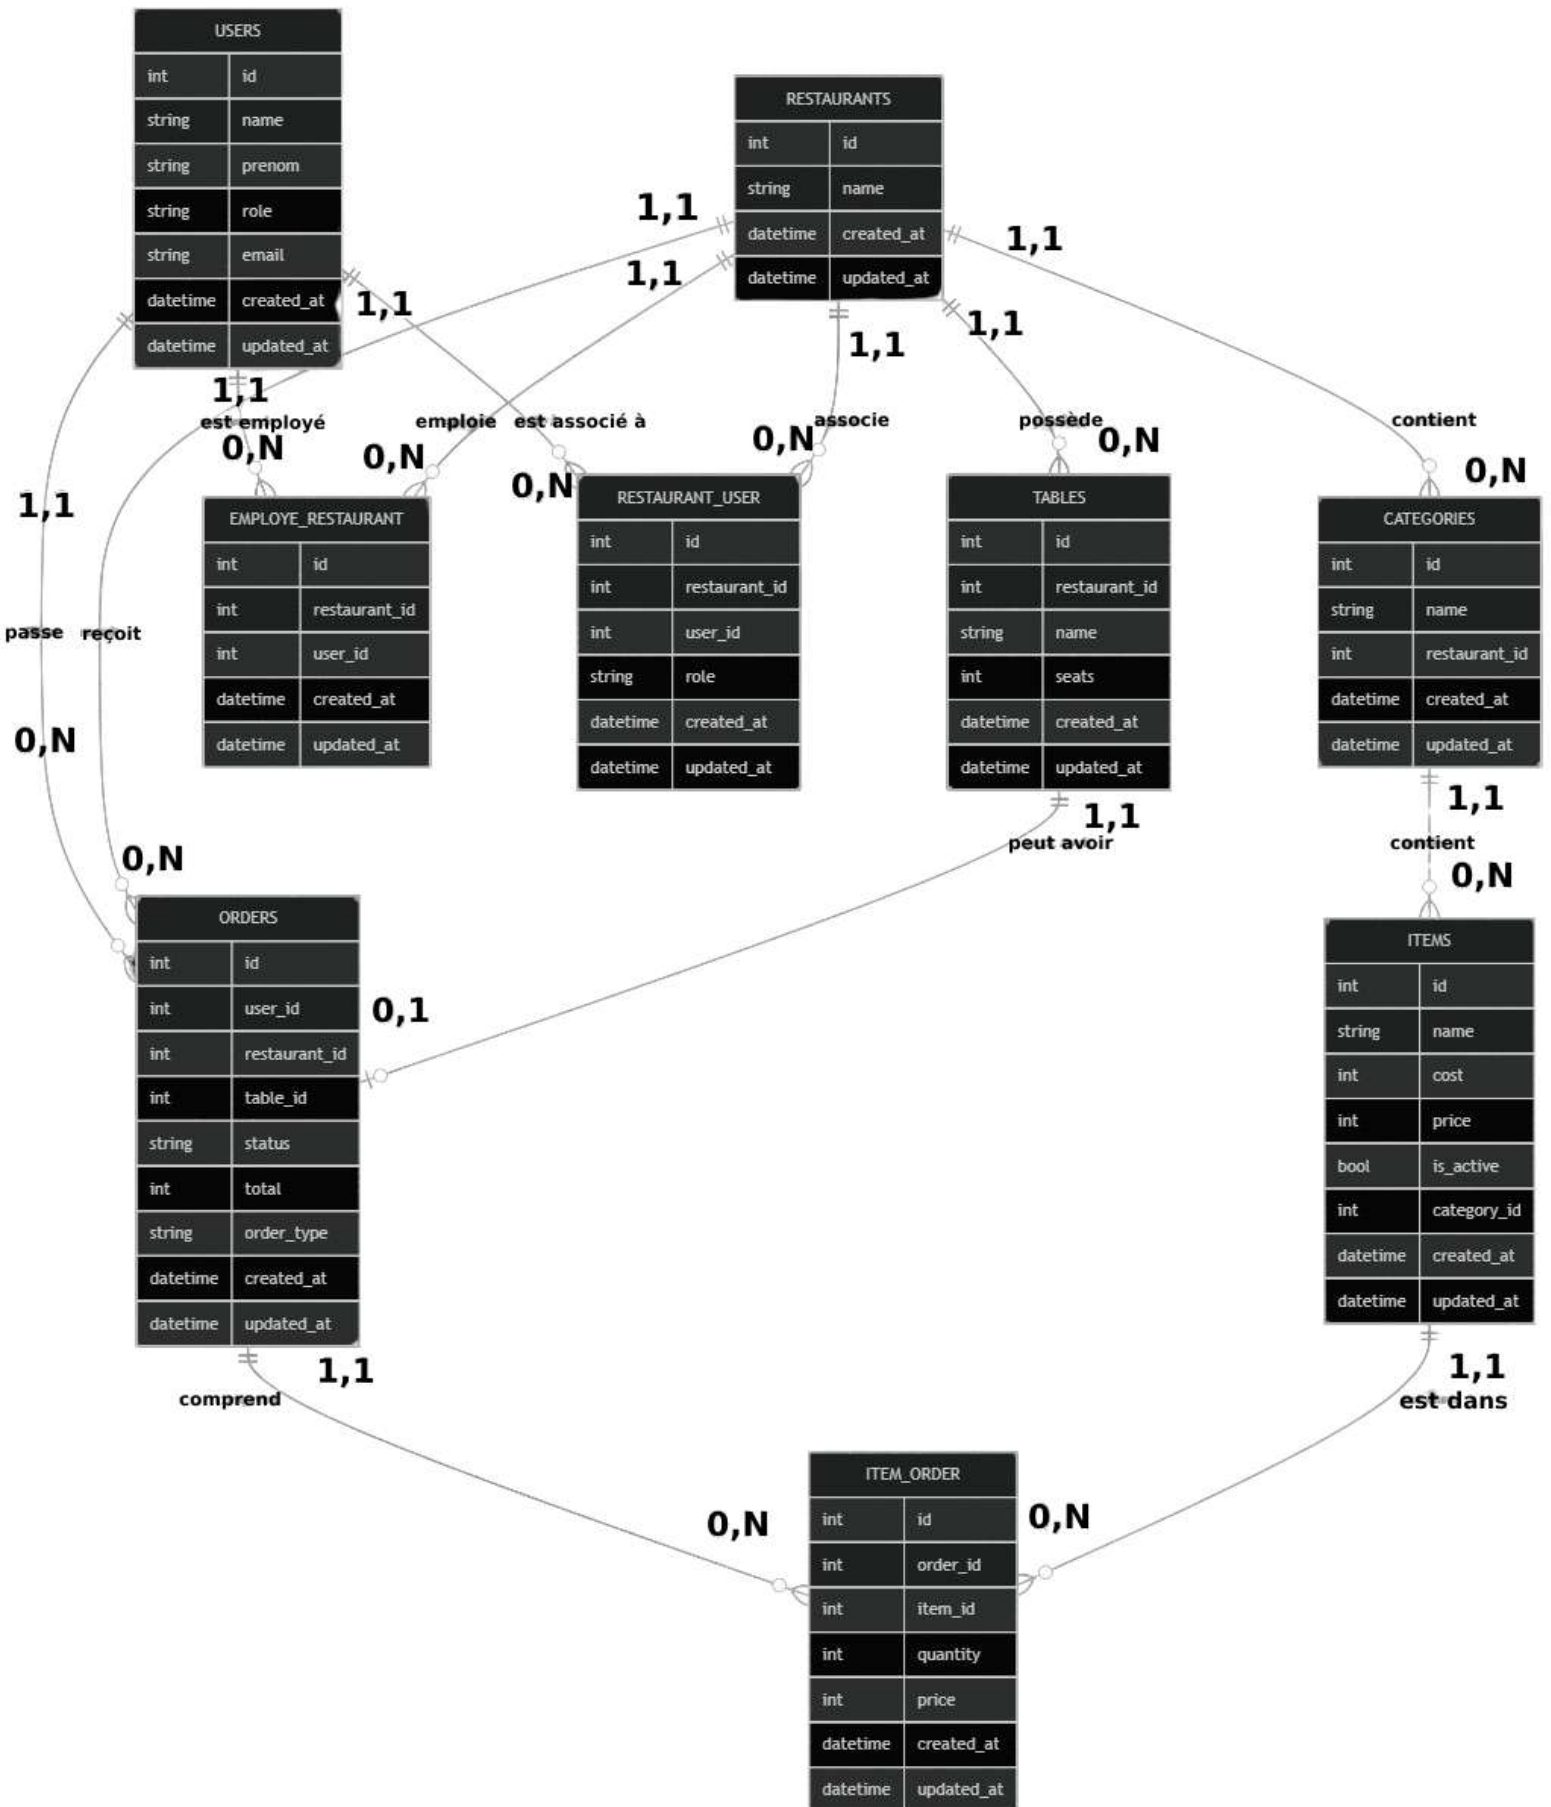 USERS
int id
string name
string prenom
string role
string email
datetime created_at
datetime updated_at
RESTAURANTS
int id
string name
datetime created_at
datetime updated_at
1,1
1,1
1,1
1,1
1,1
1,1
1,1
est employé
emploie
est associé à
associe
possède
contient
0,N
0,N
0,N
0,N
0,N
0,N
1,1
passe
reçoit
0,N
0,N
EMPLOYE_RESTAURANT
int id
int restaurant_id
int user_id
datetime created_at
datetime updated_at
RESTAURANT_USER
int id
int restaurant_id
int user_id
string role
datetime created_at
datetime updated_at
TABLES
int id
int restaurant_id
string name
int seats
datetime created_at
datetime updated_at
CATEGORIES
int id
string name
int restaurant_id
datetime created_at
datetime updated_at
1,1
peut avoir
1,1
contient
0,N
ORDERS
int id
int user_id
int restaurant_id
int table_id
string status
int total
string order_type
datetime created_at
datetime updated_at
0,1
ITEMS
int id
string name
int cost
int price
bool is_active
int category_id
datetime created_at
datetime updated_at
1,1
comprend
1,1
est dans
0,N
0,N
ITEM_ORDER
int id
int order_id
int item_id
int quantity
int price
datetime created_at
datetime updated_at